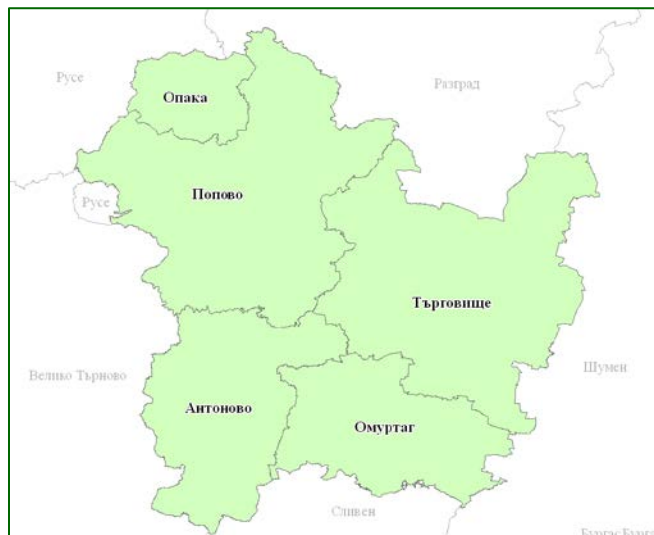 Русе
Разград
Опака
Попово
Русе
Търговище
Шумен
Велико Търново
Антоново
Омуртаг
Сливен